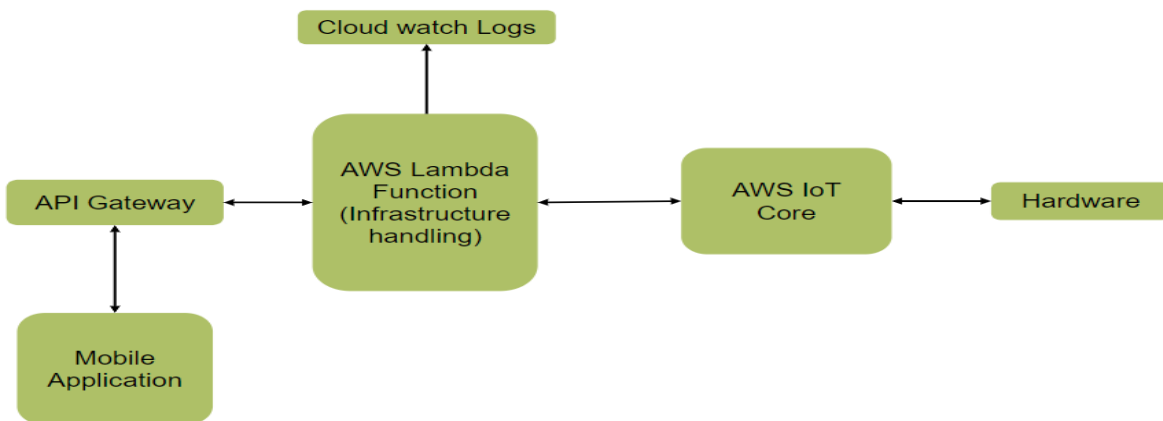 Cloud watch Logs
AWS Lambda
Function
(Infrastructure
handling)
AWS IoT
Core
API Gateway
Hardware
Mobile
Application